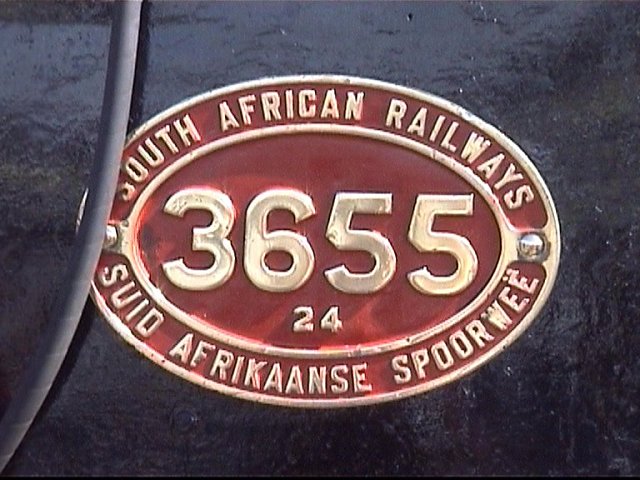 SOUTH AFRICAN RAILWAYS
3655
24
SUID AFRIKAANSE SPOORWEË